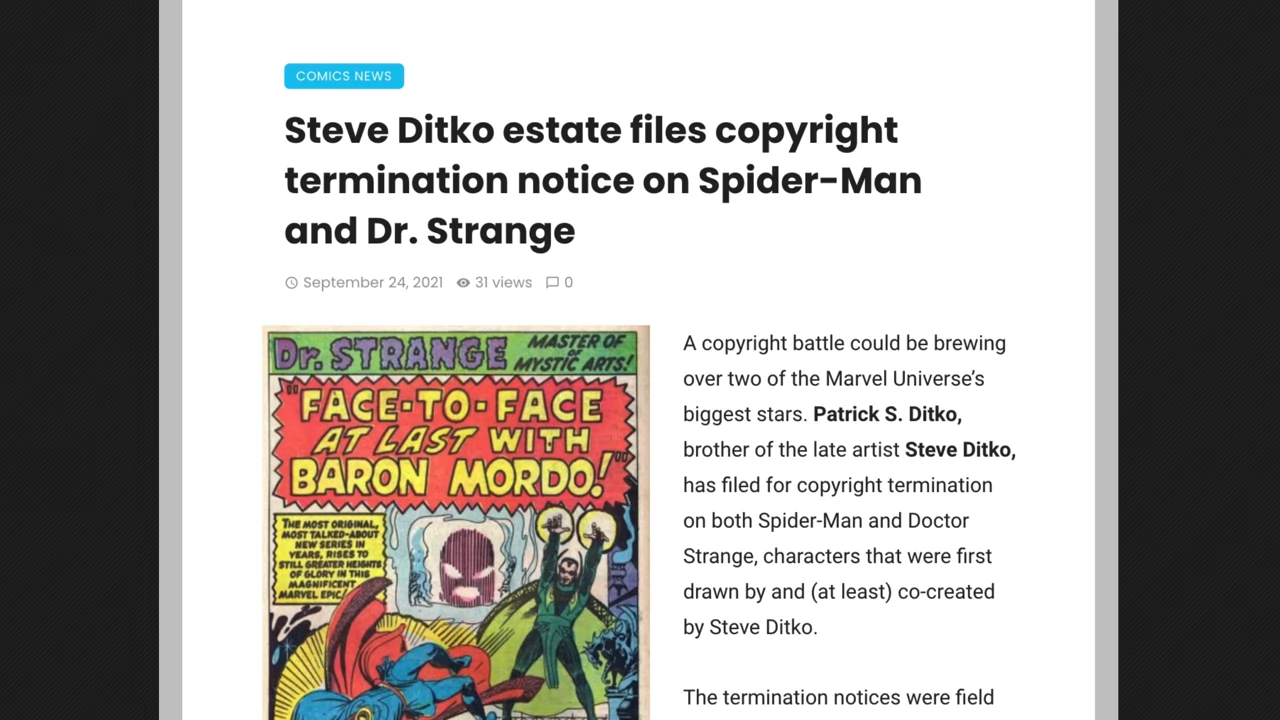 COMICS NEWS
Steve Ditko estate files copyright
termination notice on Spider-Man
and Dr. Strange
September 24, 2021 31 views 0
Dr. STRANGE
MASTER OF
OF
MYSTIC ARTS!
"FACE-TO-FACE
AT LAST WITH
BARON MORDO!"
THE MOST ORIGINAL,
MOST TALKED-ABOUT
NEW SERIES IN
YEARS, RISES TO
STILL GREATER HEIGHTS
OF GLORY IN THIS
MAGNIFICENT
MARVEL EPIC!
A copyright battle could be brewing
over two of the Marvel Universe’s
biggest stars. Patrick S. Ditko,
brother of the late artist Steve Ditko,
has filed for copyright termination
on both Spider-Man and Doctor
Strange, characters that were first
drawn by and (at least) co-created
by Steve Ditko.
The termination notices were field